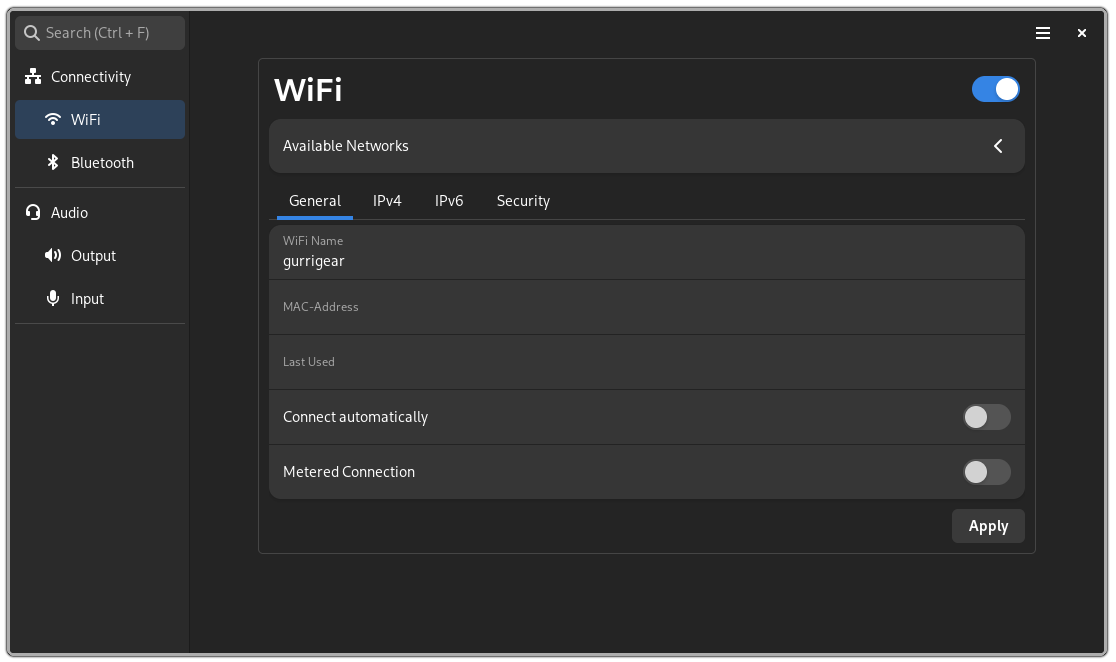 Search (Ctrl + F)
Connectivity
WiFi
Bluetooth
Audio
Output
Input
WiFi
Available Networks
General IPv4 IPv6 Security
WiFi Name
gurrigear
MAC-Address
Last Used
Connect automatically
Metered Connection
Apply